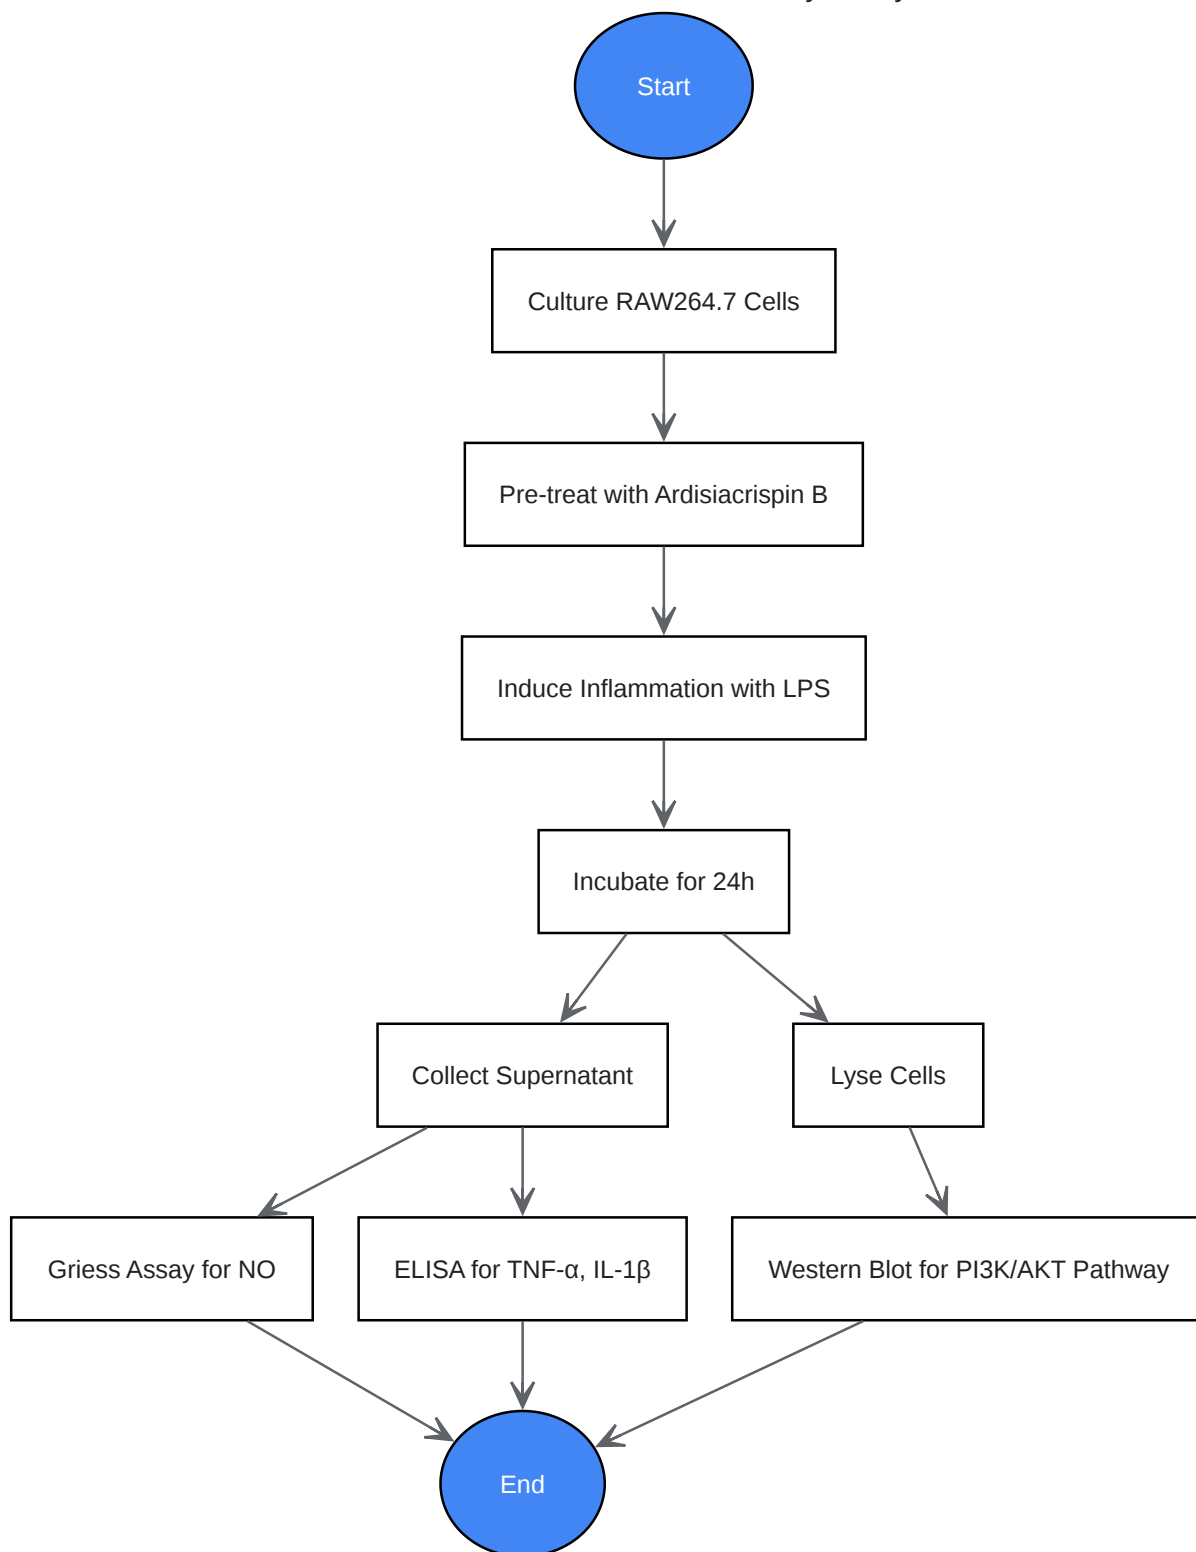 Start
Culture RAW264.7 Cells
Pre-treat with Ardisiacrispin B
Induce Inflammation with LPS
Incubate for 24h
Collect Supernatant
Lyse Cells
Griess Assay for NO
ELISA for TNF-α, IL-1β
Western Blot for PI3K/AKT Pathway
End